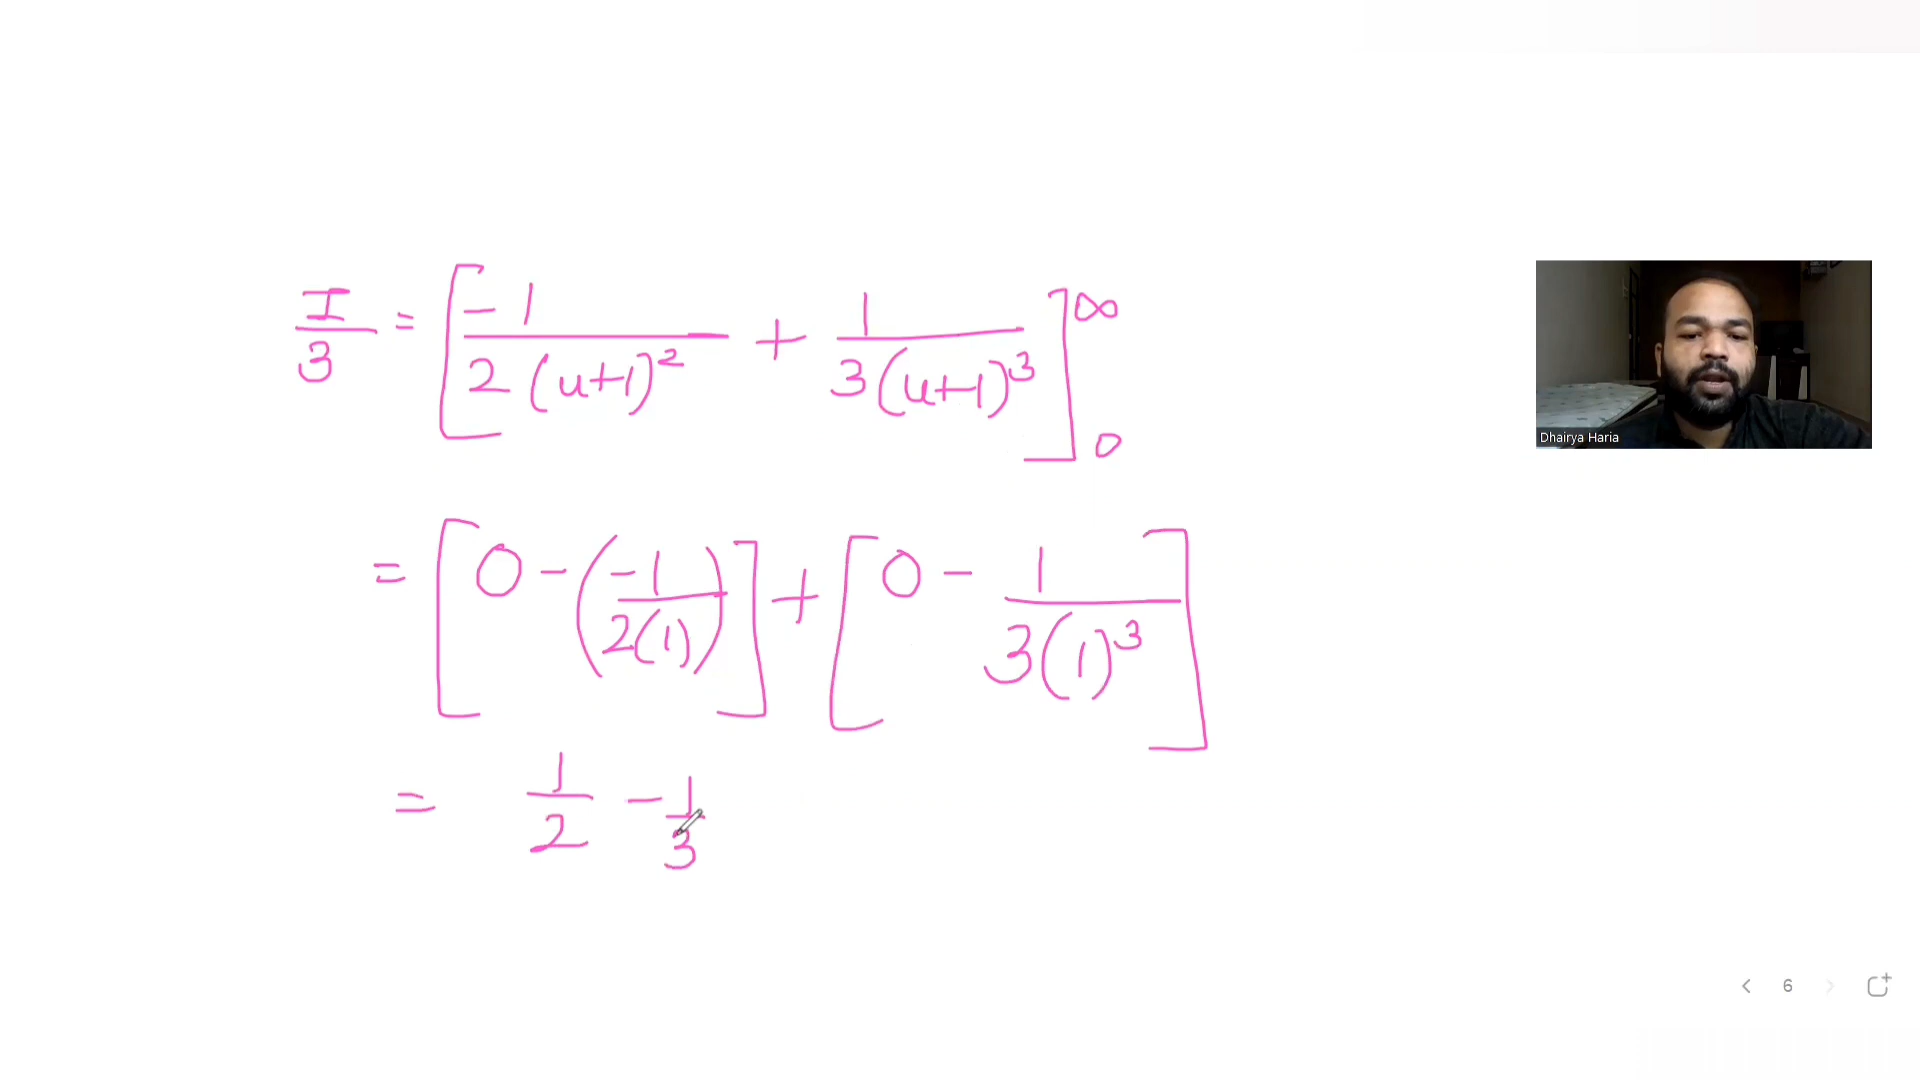 I/3 = [ -1/2(u+1)² + 1/3(u+1)³ ]₀^∞
= [ 0 - (-1/2(1)) ] + [ 0 - 1/3(1)³ ]
= 1/2 - 1/3
Dhairya Haria
6